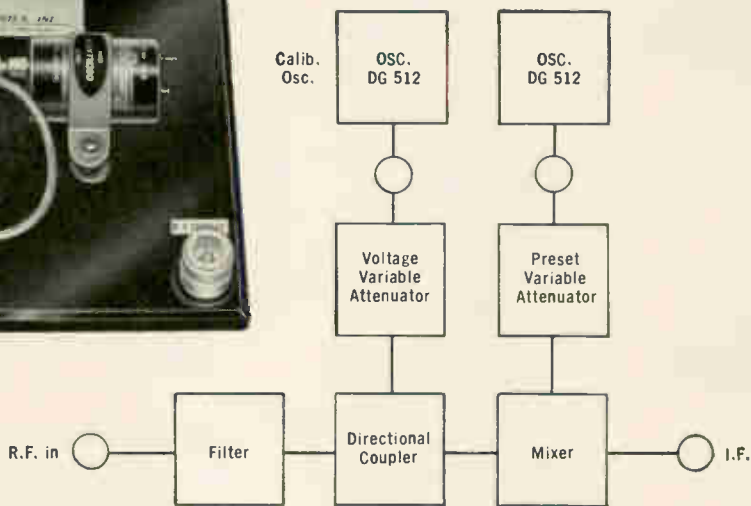 Calib.
Osc.
OSC.
DG 512
OSC.
DG 512
Voltage
Variable
Attenuator
Preset
Variable
Attenuator
R.F. in
Filter
Directional
Coupler
Mixer
I.F.